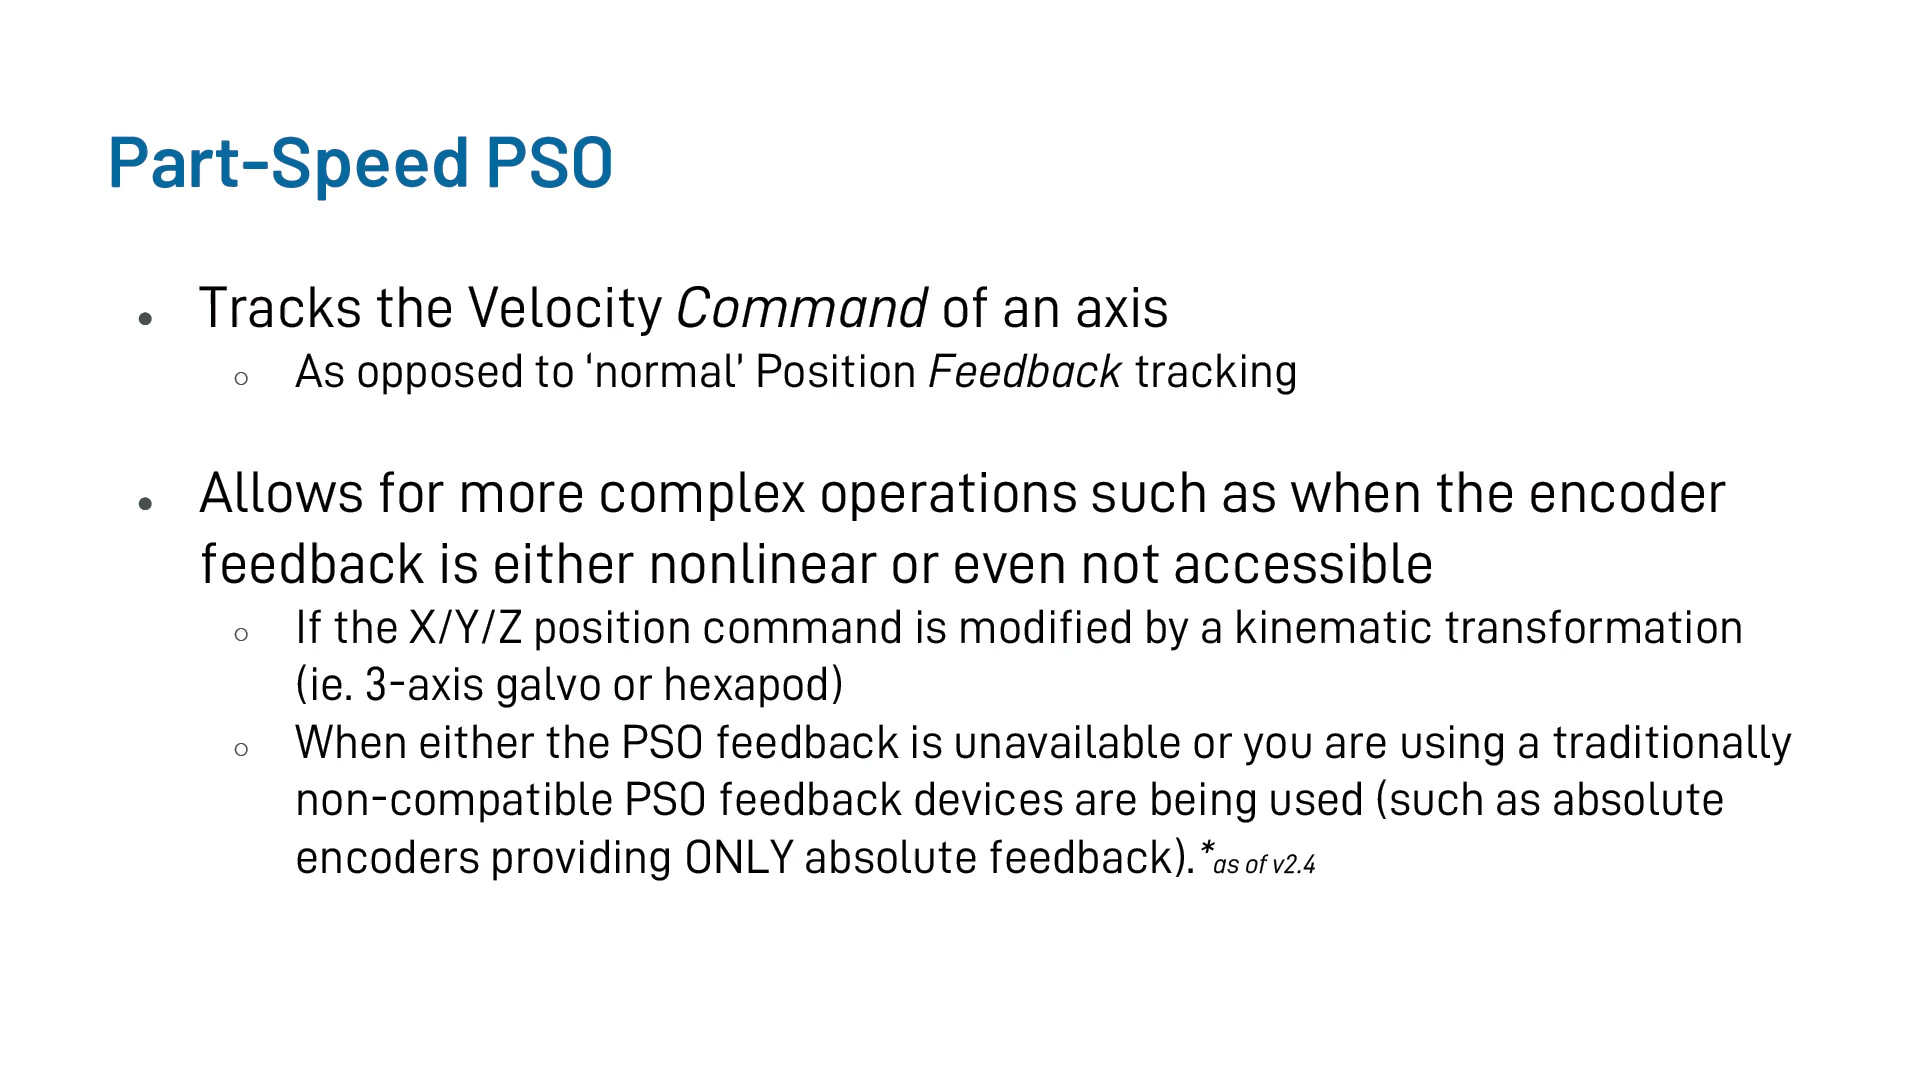 Part-Speed PSO
• Tracks the Velocity Command of an axis
○ As opposed to ‘normal’ Position Feedback tracking
• Allows for more complex operations such as when the encoder
feedback is either nonlinear or even not accessible
○ If the X/Y/Z position command is modified by a kinematic transformation
(ie. 3-axis galvo or hexapod)
○ When either the PSO feedback is unavailable or you are using a traditionally
non-compatible PSO feedback devices are being used (such as absolute
encoders providing ONLY absolute feedback).*as of v2.4